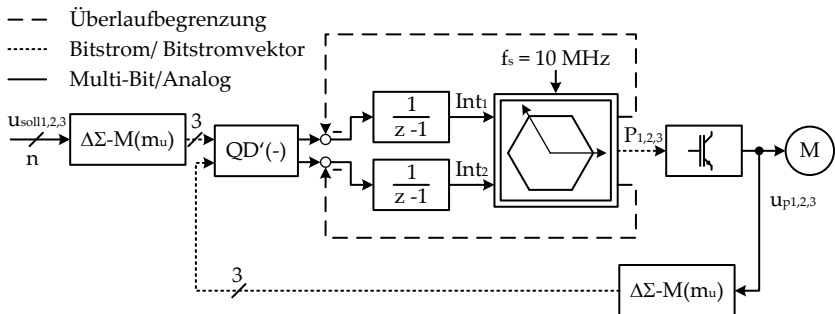 Überlaufbegrenzung
Bitstrom/ Bitstromvektor
Multi-Bit/Analog
fs = 10 MHz
usoll1,2,3
n
ΔΣ-M(mu)
3
QD‘(-)
-
1
z -1
Int1
-
1
z -1
Int2
P1,2,3
M
up1,2,3
3
ΔΣ-M(mu)